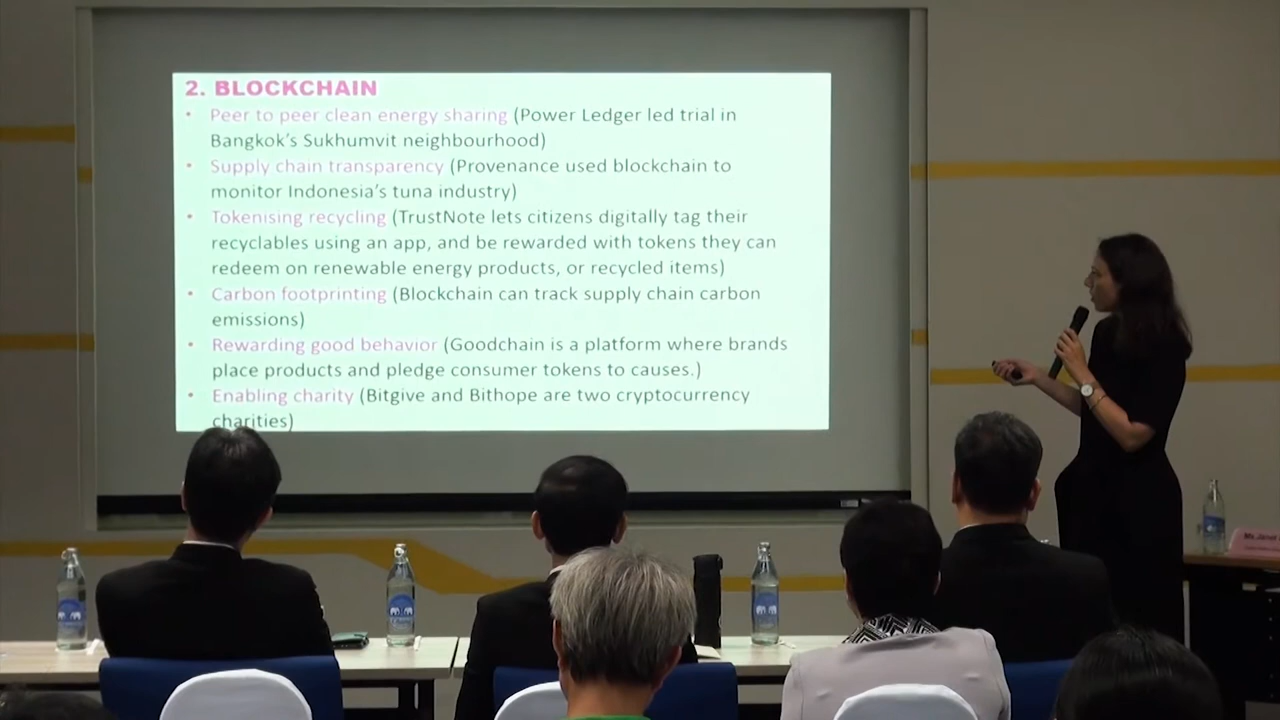 2. BLOCKCHAIN
• Peer to peer clean energy sharing (Power Ledger led trial in
Bangkok’s Sukhumvit neighbourhood)
• Supply chain transparency (Provenance used blockchain to
monitor Indonesia’s tuna industry)
• Tokenising recycling (TrustNote lets citizens digitally tag their
recyclables using an app, and be rewarded with tokens they can
redeem on renewable energy products, or recycled items)
• Carbon footprinting (Blockchain can track supply chain carbon
emissions)
• Rewarding good behavior (Goodchain is a platform where brands
place products and pledge consumer tokens to causes.)
• Enabling charity (Bitgive and Bithope are two cryptocurrency
charities)